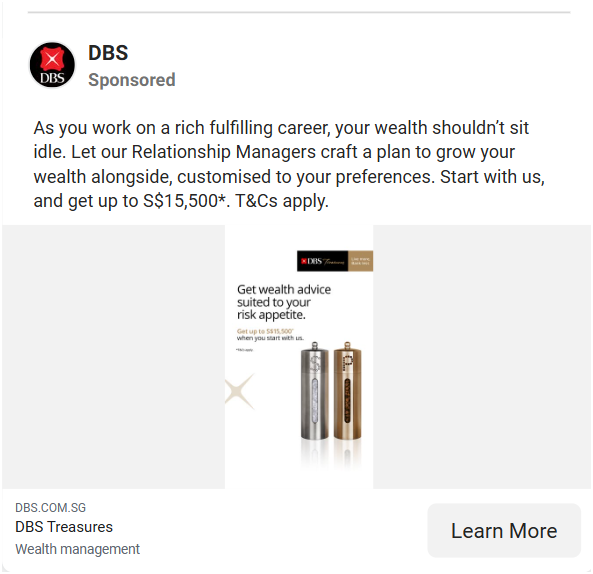 DBS
DBS
Sponsored
As you work on a rich fulfilling career, your wealth shouldn’t sit
idle. Let our Relationship Managers craft a plan to grow your
wealth alongside, customised to your preferences. Start with us,
and get up to S$15,500*. T&Cs apply.
DBS Treasures
Get wealth advice
suited to your
risk appetite.
Get up to S$15,500*
when you start with us.
S
DBS.COM.SG
DBS Treasures
Wealth management
Learn More